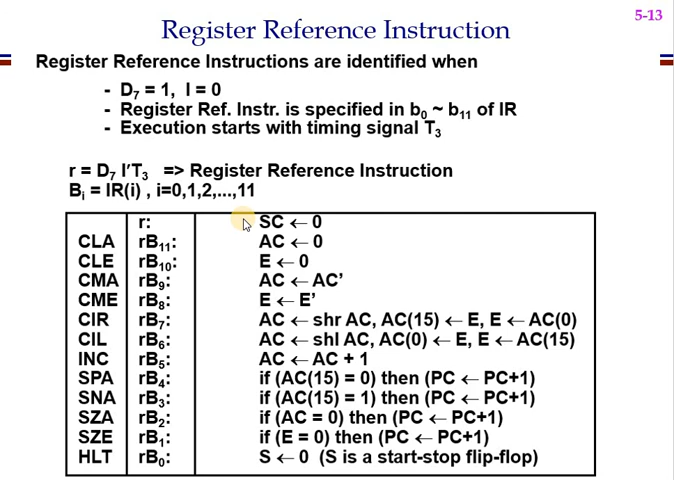 5-13
Register Reference Instruction
Register Reference Instructions are identified when
- D₇ = 1, I = 0
- Register Ref. Instr. is specified in b₀ ~ b₁₁ of IR
- Execution starts with timing signal T₃
r = D₇ I′T₃ => Register Reference Instruction
Bᵢ = IR(i) , i=0,1,2,...,11
r: SC ← 0
CLA rB₁₁: AC ← 0
CLE rB₁₀: E ← 0
CMA rB₉: AC ← AC’
CME rB₈: E ← E’
CIR rB₇: AC ← shr AC, AC(15) ← E, E ← AC(0)
CIL rB₆: AC ← shl AC, AC(0) ← E, E ← AC(15)
INC rB₅: AC ← AC + 1
SPA rB₄: if (AC(15) = 0) then (PC ← PC+1)
SNA rB₃: if (AC(15) = 1) then (PC ← PC+1)
SZA rB₂: if (AC = 0) then (PC ← PC+1)
SZE rB₁: if (E = 0) then (PC ← PC+1)
HLT rB₀: S ← 0 (S is a start-stop flip-flop)